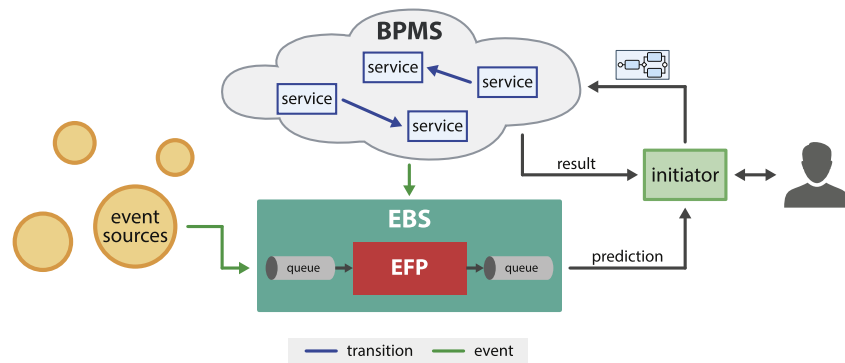 BPMS
service
service
service
service
result
initiator
event
sources
EBS
queue
EFP
queue
prediction
transition
event